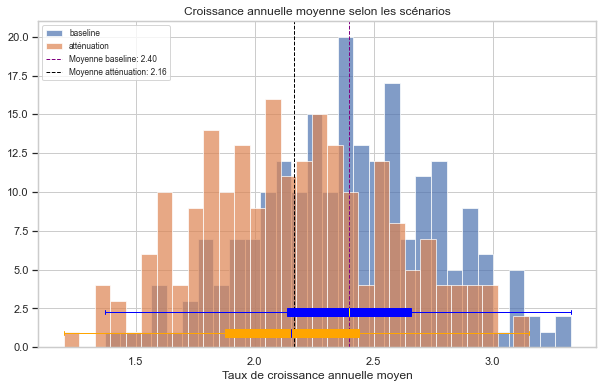 Croissance annuelle moyenne selon les scénarios
baseline
atténuation
Moyenne baseline: 2.40
Moyenne atténuation: 2.16
20.0
17.5
15.0
12.5
10.0
7.5
5.0
2.5
0.0
1.5 2.0 2.5 3.0
Taux de croissance annuelle moyen